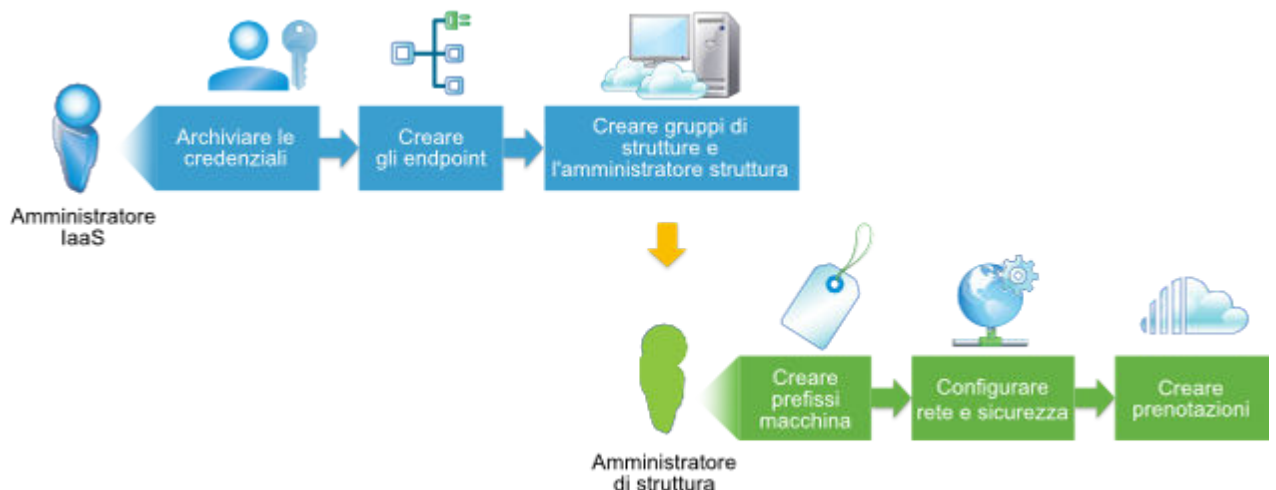 Archiviare le
credenziali
Creare
gli endpoint
Creare gruppi di
strutture e
l'amministratore struttura
Amministratore
IaaS
Creare
prefissi
macchina
Configurare
rete e sicurezza
Creare
prenotazioni
Amministratore
di struttura